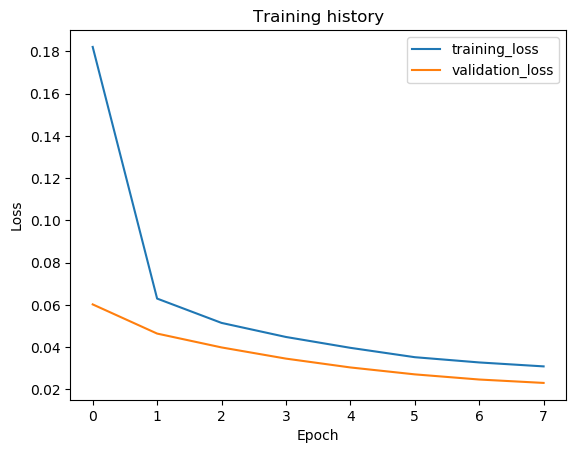 Training history
training_loss
validation_loss
0.18
0.16
0.14
0.12
0.10
0.08
0.06
0.04
0.02
Loss
0 1 2 3 4 5 6 7
Epoch